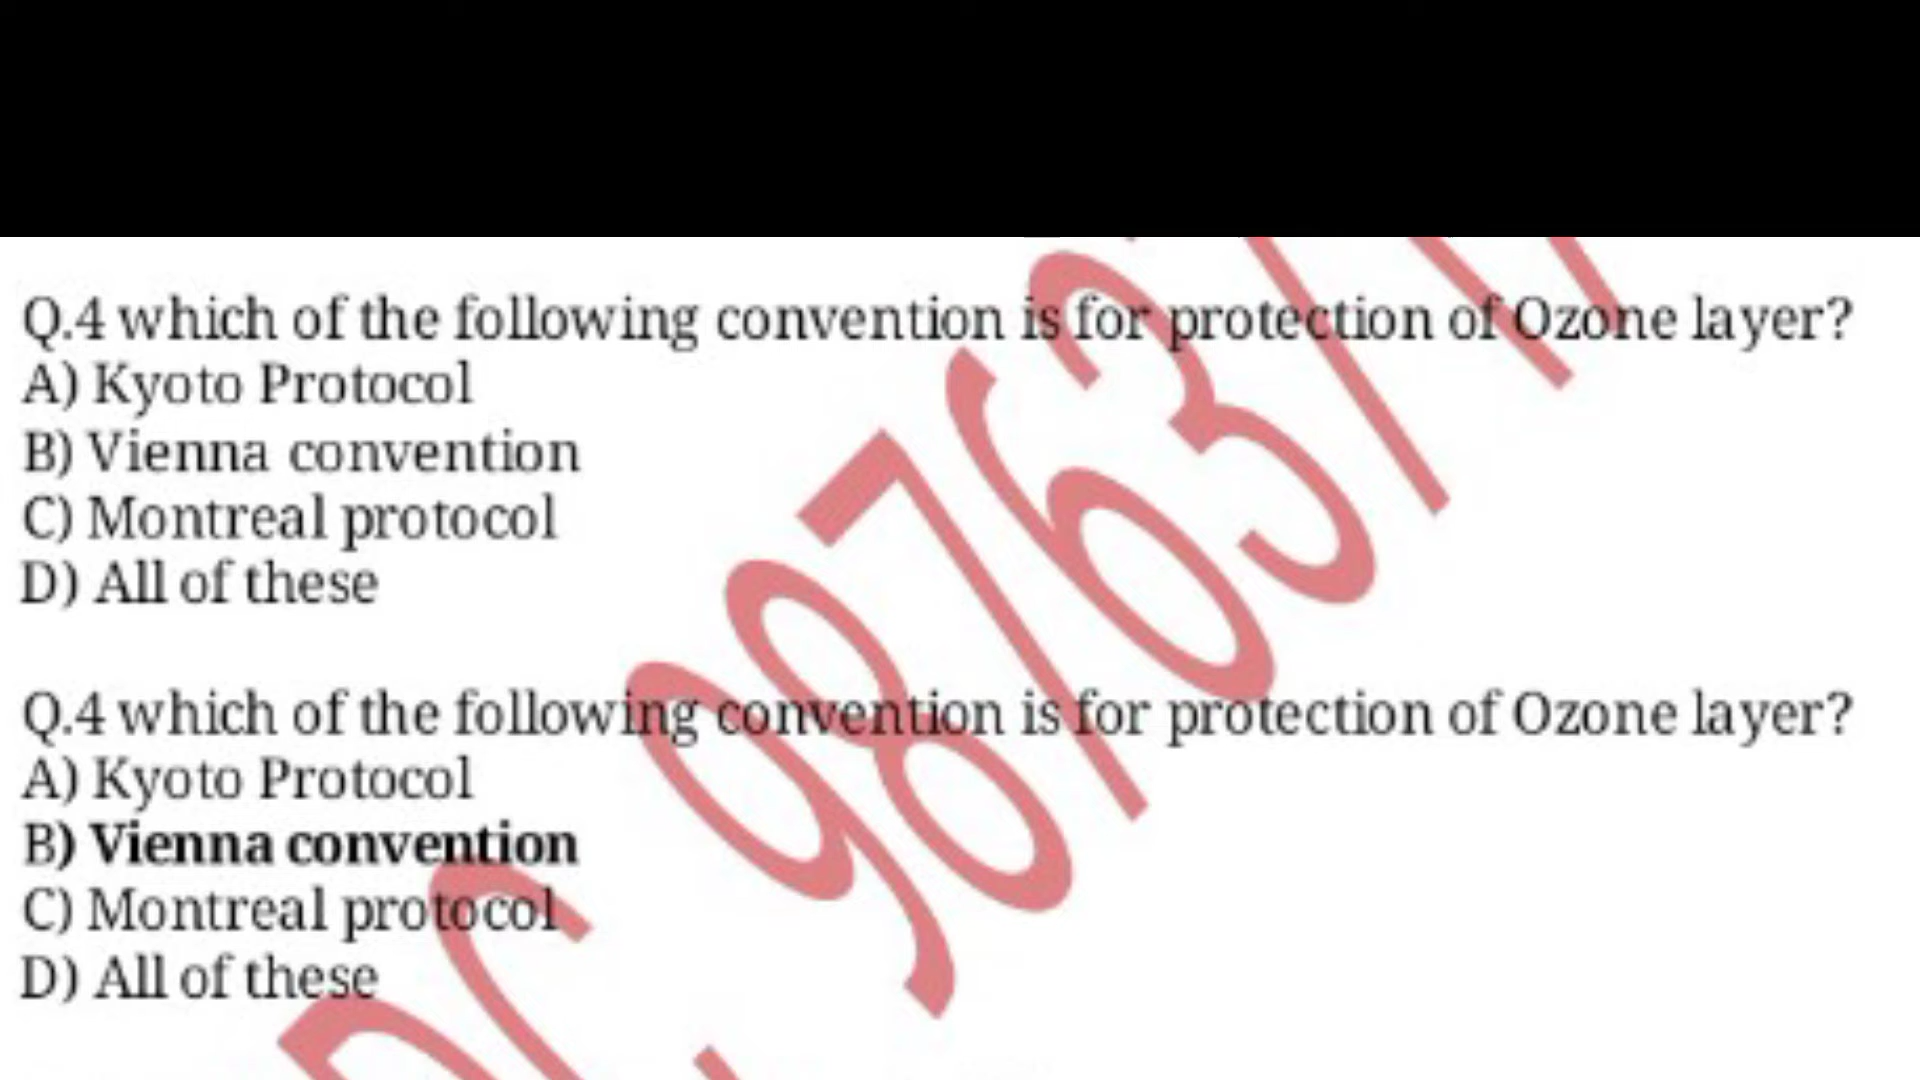 Q.4 which of the following convention is for protection of Ozone layer?
A) Kyoto Protocol
B) Vienna convention
C) Montreal protocol
D) All of these
Q.4 which of the following convention is for protection of Ozone layer?
A) Kyoto Protocol
B) Vienna convention
C) Montreal protocol
D) All of these